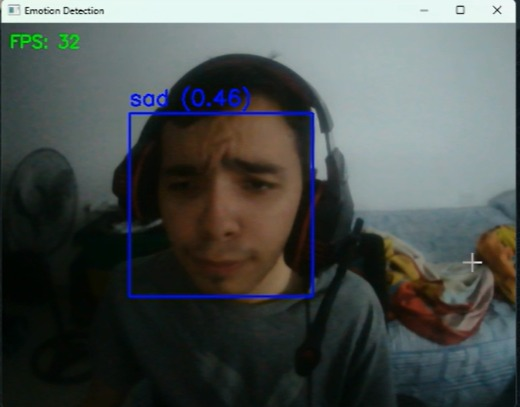 Emotion Detection
FPS: 32
sad (0.46)